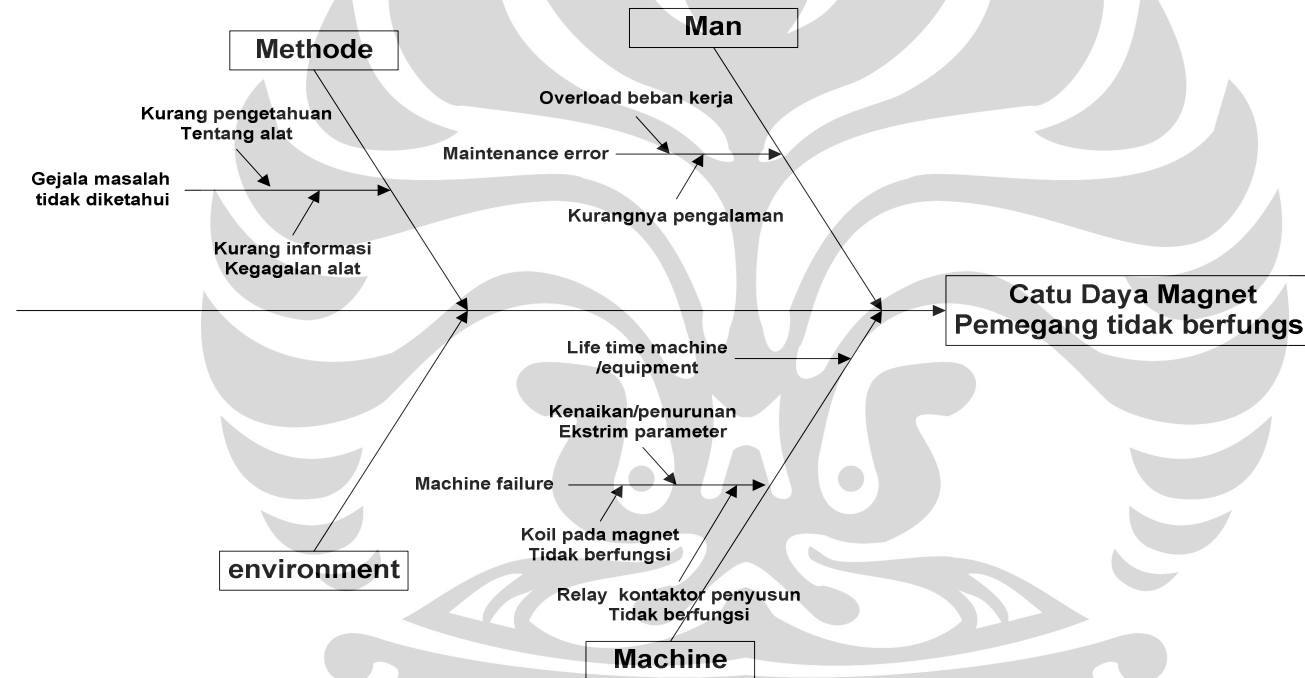 Man
Methode
Overload beban kerja
Kurang pengetahuan
Tentang alat
Maintenance error
Gejala masalah
tidak diketahui
Kurangnya pengalaman
Kurang informasi
Kegagalan alat
Catu Daya Magnet
Pemegang tidak berfungs
Life time machine
/equipment
Kenaikan/penurunan
Ekstrim parameter
Machine failure
Koil pada magnet
Tidak berfungsi
environment
Relay kontaktor penyusun
Tidak berfungsi
Machine